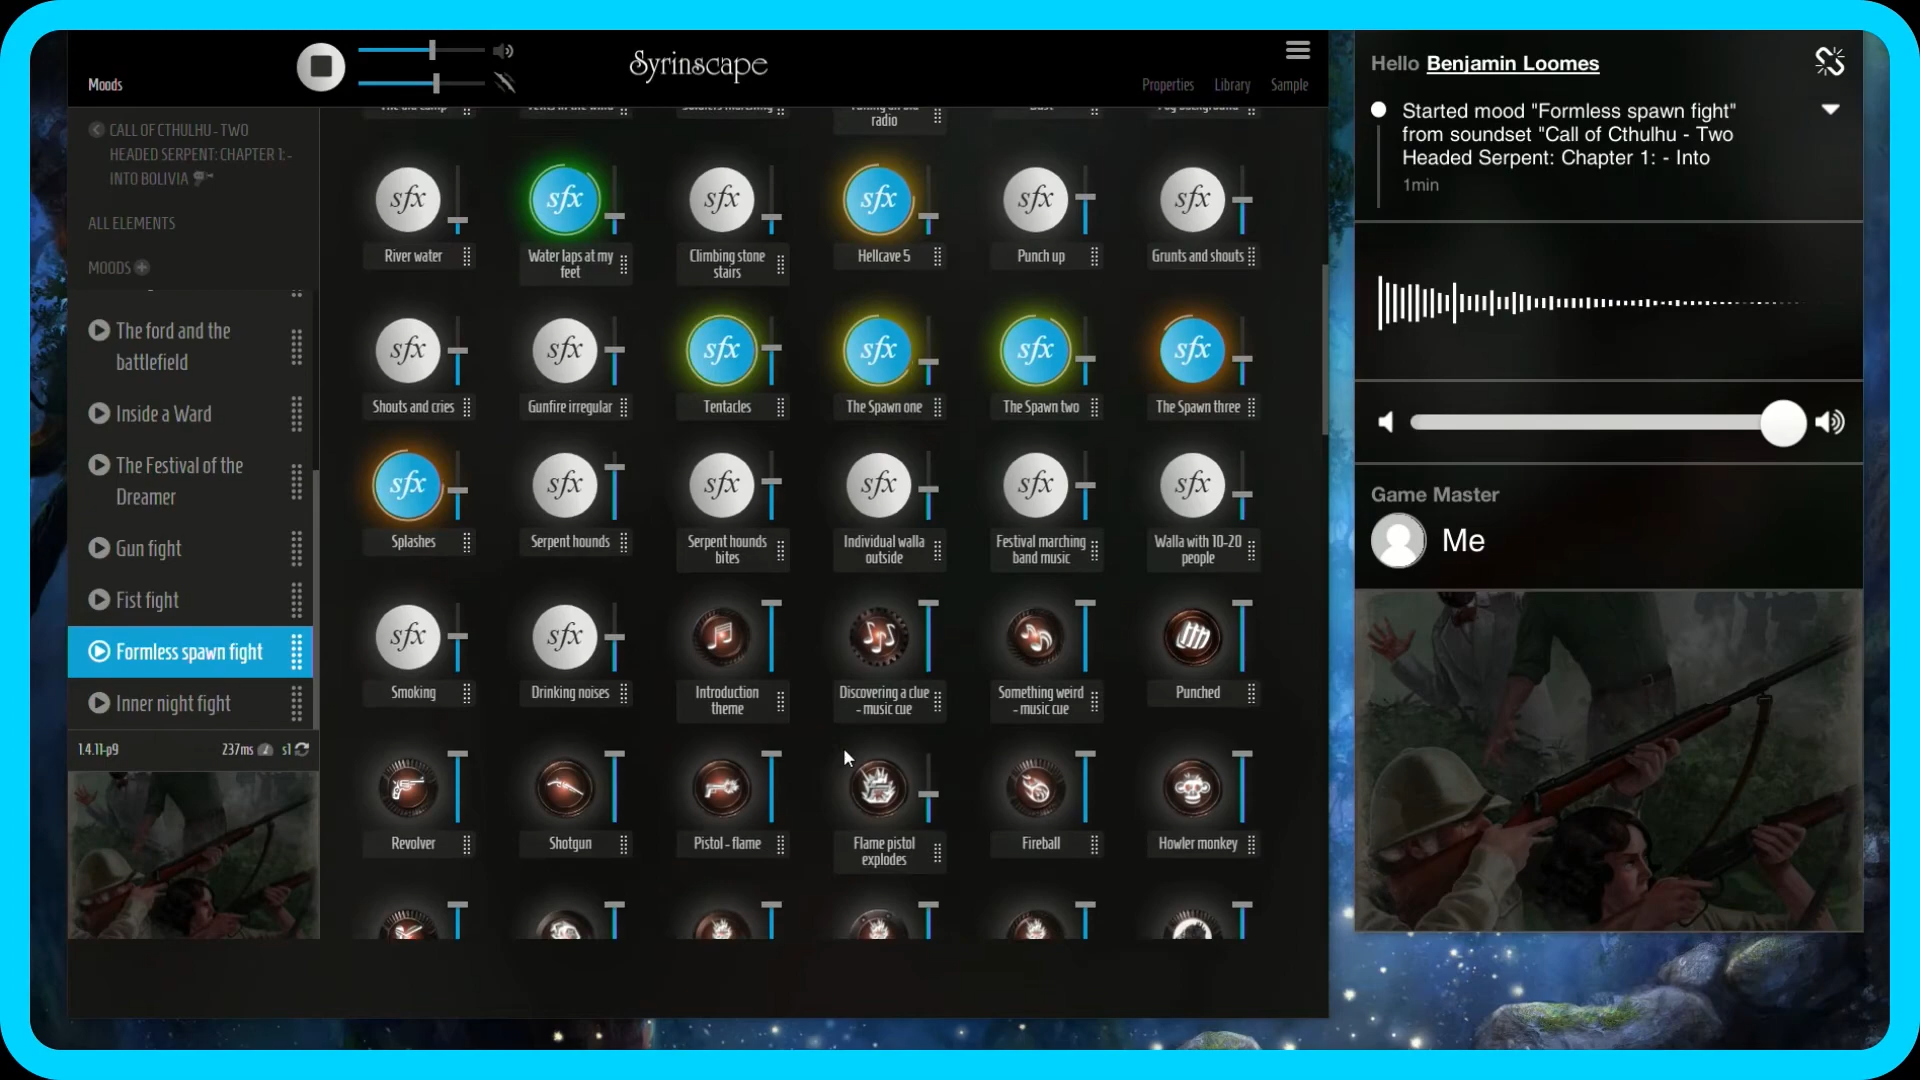 Moods
Syrinscape
Properties
Library
Sample
CALL OF CTHULHU - TWO
HEADED SERPENT: CHAPTER 1: -
INTO BOLIVIA
ALL ELEMENTS
MOODS
The ford and the
battlefield
Inside a Ward
The Festival of the
Dreamer
Gun fight
Fist fight
Formless spawn fight
Inner night fight
1.4.11-p9
237ms
s1
radio
sfx
sfx
sfx
sfx
sfx
sfx
River water
Water laps at my
feet
Climbing stone
stairs
Hellcave 5
Punch up
Grunts and shouts
sfx
sfx
sfx
sfx
sfx
sfx
Shouts and cries
Gunfire irregular
Tentacles
The Spawn one
The Spawn two
The Spawn three
sfx
sfx
sfx
sfx
sfx
sfx
Splashes
Serpent hounds
Serpent hounds
bites
Individual walla
outside
Festival marching
band music
Walla with 10-20
people
sfx
sfx
Smoking
Drinking noises
Introduction
theme
Discovering a clue
- music cue
Something weird
- music cue
Punched
Revolver
Shotgun
Pistol - flame
Flame pistol
explodes
Fireball
Howler monkey
Hello Benjamin Loomes
Started mood "Formless spawn fight"
from soundset "Call of Cthulhu - Two
Headed Serpent: Chapter 1: - Into
1min
Game Master
Me